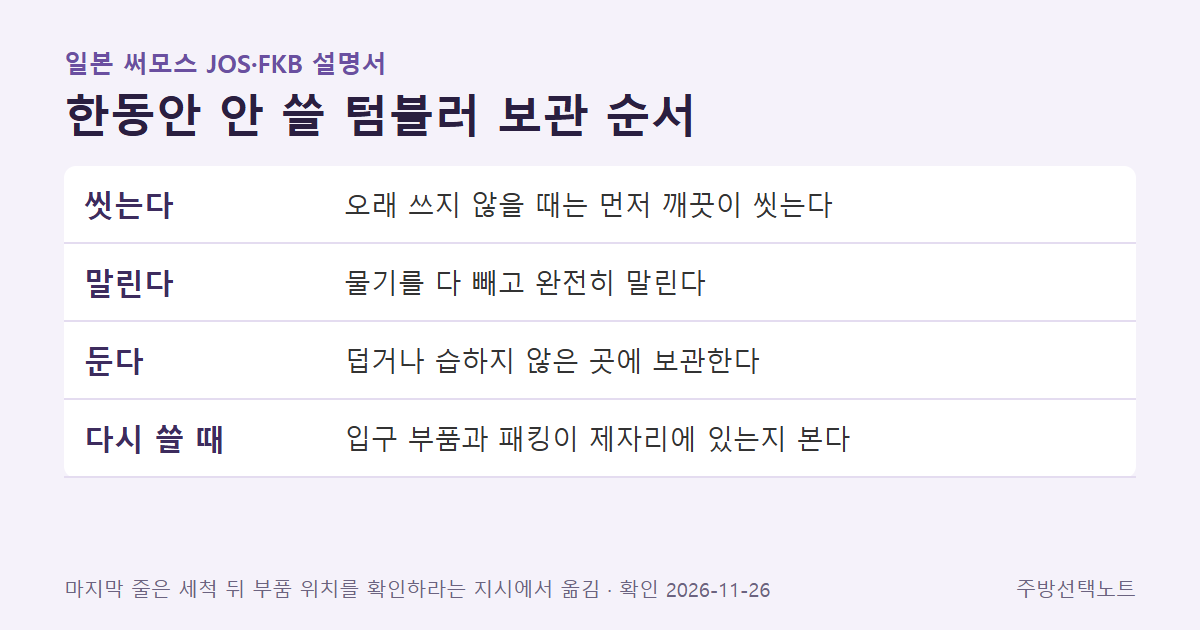 일본 써모스 JOS·FKB 설명서
한동안 안 쓸 텀블러 보관 순서
씻는다 오래 쓰지 않을 때는 먼저 깨끗이 씻는다
말린다 물기를 다 빼고 완전히 말린다
둔다 덥거나 습하지 않은 곳에 보관한다
다시 쓸 때 입구 부품과 패킹이 제자리에 있는지 본다
마지막 줄은 세척 뒤 부품 위치를 확인하라는 지시에서 옮김 · 확인 2026-11-26 주방선택노트